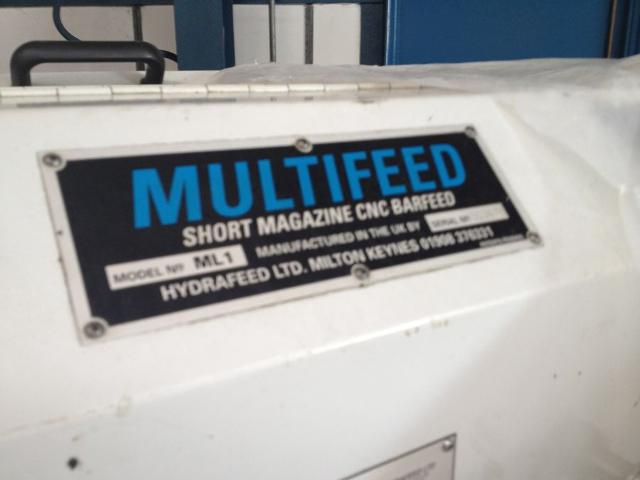 MULTIFEED
SHORT MAGAZINE CNC BARFEED
MODEL Nº ML1 MANUFACTURED IN THE UK BY SERIAL Nº
HYDRAFEED LTD. MILTON KEYNES 01908 376331